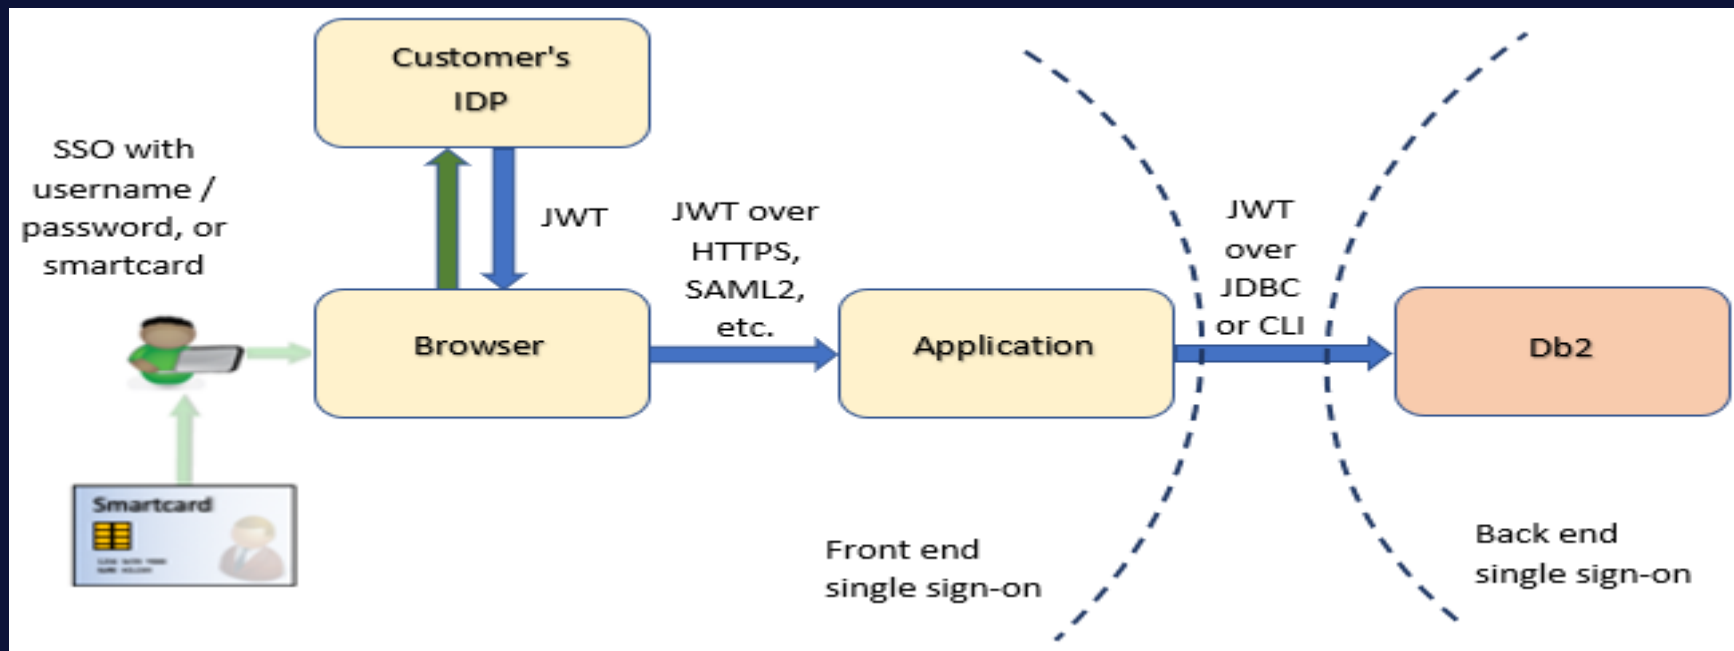 Customer's
IDP
SSO with
username /
password, or
smartcard
JWT
JWT over
HTTPS,
SAML2,
etc.
JWT
over
JDBC
or CLI
Browser
Application
Db2
Smartcard
Front end
single sign-on
Back end
single sign-on